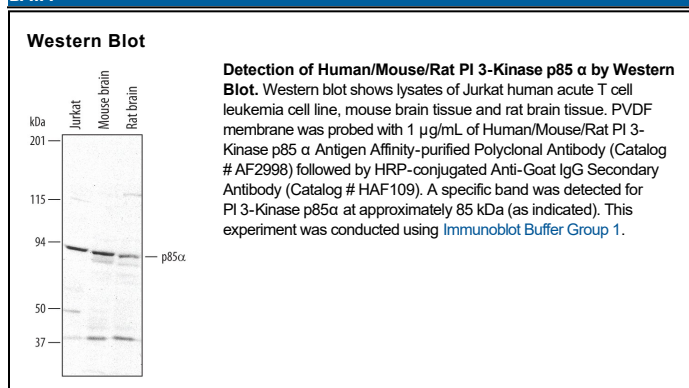 Western Blot
Jurkat
Mouse brain
Rat brain
kDa
201
115
94
p85α
50
37
Detection of Human/Mouse/Rat PI 3-Kinase p85 α by Western
Blot. Western blot shows lysates of Jurkat human acute T cell
leukemia cell line, mouse brain tissue and rat brain tissue. PVDF
membrane was probed with 1 µg/mL of Human/Mouse/Rat PI 3-
Kinase p85 α Antigen Affinity-purified Polyclonal Antibody (Catalog
# AF2998) followed by HRP-conjugated Anti-Goat IgG Secondary
Antibody (Catalog # HAF109). A specific band was detected for
PI 3-Kinase p85α at approximately 85 kDa (as indicated). This
experiment was conducted using Immunoblot Buffer Group 1.